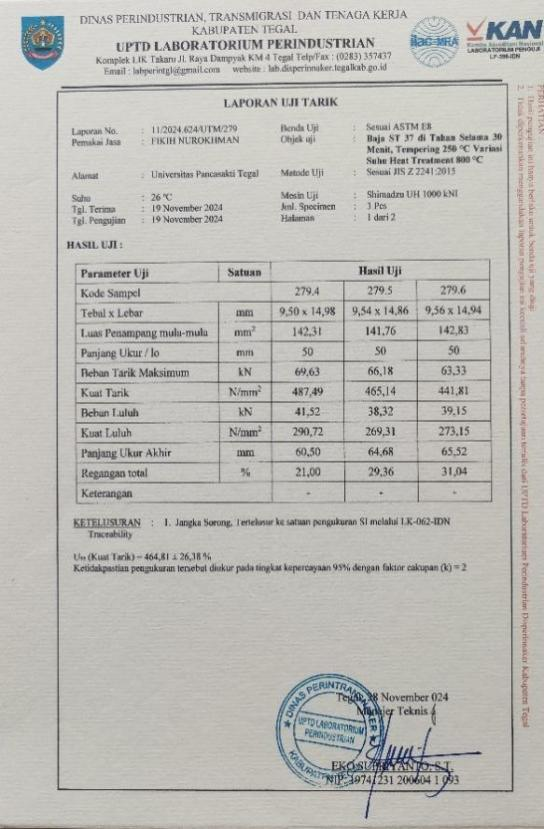 DINAS PERINDUSTRIAN, TRANSMIGRASI DAN TENAGA KERJA
KABUPATEN TEGAL
UPTD LABORATORIUM PERINDUSTRIAN
Komplek LIK Takaru Jl. Raya Dampyak KM 4 Tegal Telp/Fax : (0283) 357437
Email : labperintgl@gmail.com website : lab.disperinnaker.tegalkab.go.id
ilac-MRA
KAN
Komite Akreditasi Nasional
LABORATORIUM PENGUJI
LP-398-IDN
LAPORAN UJI TARIK
Laporan No. : 11/2024.624/UTM/279
Pemakai Jasa : FIKIH NUROKHMAN
Alamat : Universitas Pancasakti Tegal
Suhu : 26 °C
Tgl. Terima : 19 November 2024
Tgl. Pengujian : 19 November 2024
Benda Uji : Sesuai ASTM E8
Objek uji : Baja ST 37 di Tahan Selama 30
Menit, Tempering 250 °C Variasi
Suhu Heat Treatment 800 °C
Metode Uji : Sesuai JIS Z 2241:2015
Mesin Uji : Shimadzu UH 1000 kNI
Jml. Specimen : 3 Pcs
Halaman : 1 dari 2
HASIL UJI :
Parameter Uji Satuan Hasil Uji
Kode Sampel 279.4 279.5 279.6
Tebal x Lebar mm 9,50 x 14,98 9,54 x 14,86 9,56 x 14,94
Luas Penampang mula-mula mm² 142,31 141,76 142,83
Panjang Ukur / lo mm 50 50 50
Beban Tarik Maksimum kN 69,63 66,18 63,33
Kuat Tarik N/mm² 487,49 465,14 441,81
Beban Luluh kN 41,52 38,32 39,15
Kuat Luluh N/mm² 290,72 269,31 273,15
Panjang Ukur Akhir mm 60,50 64,68 65,52
Regangan total % 21,00 29,36 31,04
Keterangan - - -
KETELUSURAN : 1. Jangka Sorong, Tertelusur ke satuan pengukuran SI melalui LK-062-IDN
Traceability
(Kuat Tarik) = 464,81 ± 26,38 %
Ketidakpastian pengukuran tersebut diukur pada tingkat kepercayaan 95% dengan faktor cakupan (k) = 2
Tegal, 28 November 024
Manajer Teknis
DINAS PERINTRANSNAKER
UPTD LABORATORIUM
PERINDUSTRIAN
KABUPATEN
EKO SUPRIYANTO, S.T.
NIP. 19741231 200604 1 093
PERHATIAN
1. Hasil pengujian ini hanya berlaku untuk benda uji yang diuji
2. Tidak diperkenankan menggandakan laporan pengujian ini kecuali seluruhnya tanpa persetujuan tertulis dari UPTD Laboratorium Perindustrian Disperinnaker Kabupaten Tegal